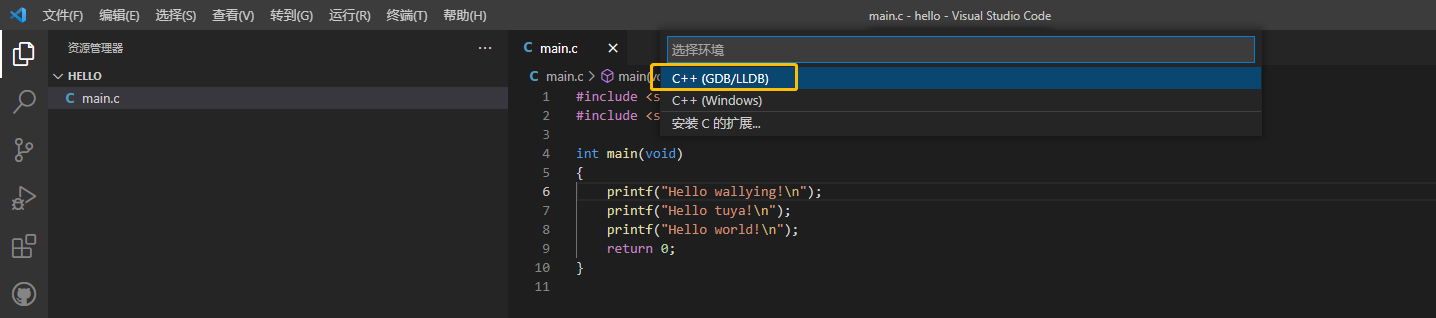 文件(F) 编辑(E) 选择(S) 查看(V) 转到(G) 运行(R) 终端(T) 帮助(H) main.c - hello - Visual Studio Code
资源管理器 ...
HELLO
C main.c
C main.c ×
C main.c > main(vo
选择环境
C++ (GDB/LLDB)
C++ (Windows)
安装 C 的扩展...
1 #include <s
2 #include <s
3
4 int main(void)
5 {
6 printf("Hello wallying!\n");
7 printf("Hello tuya!\n");
8 printf("Hello world!\n");
9 return 0;
10 }
11